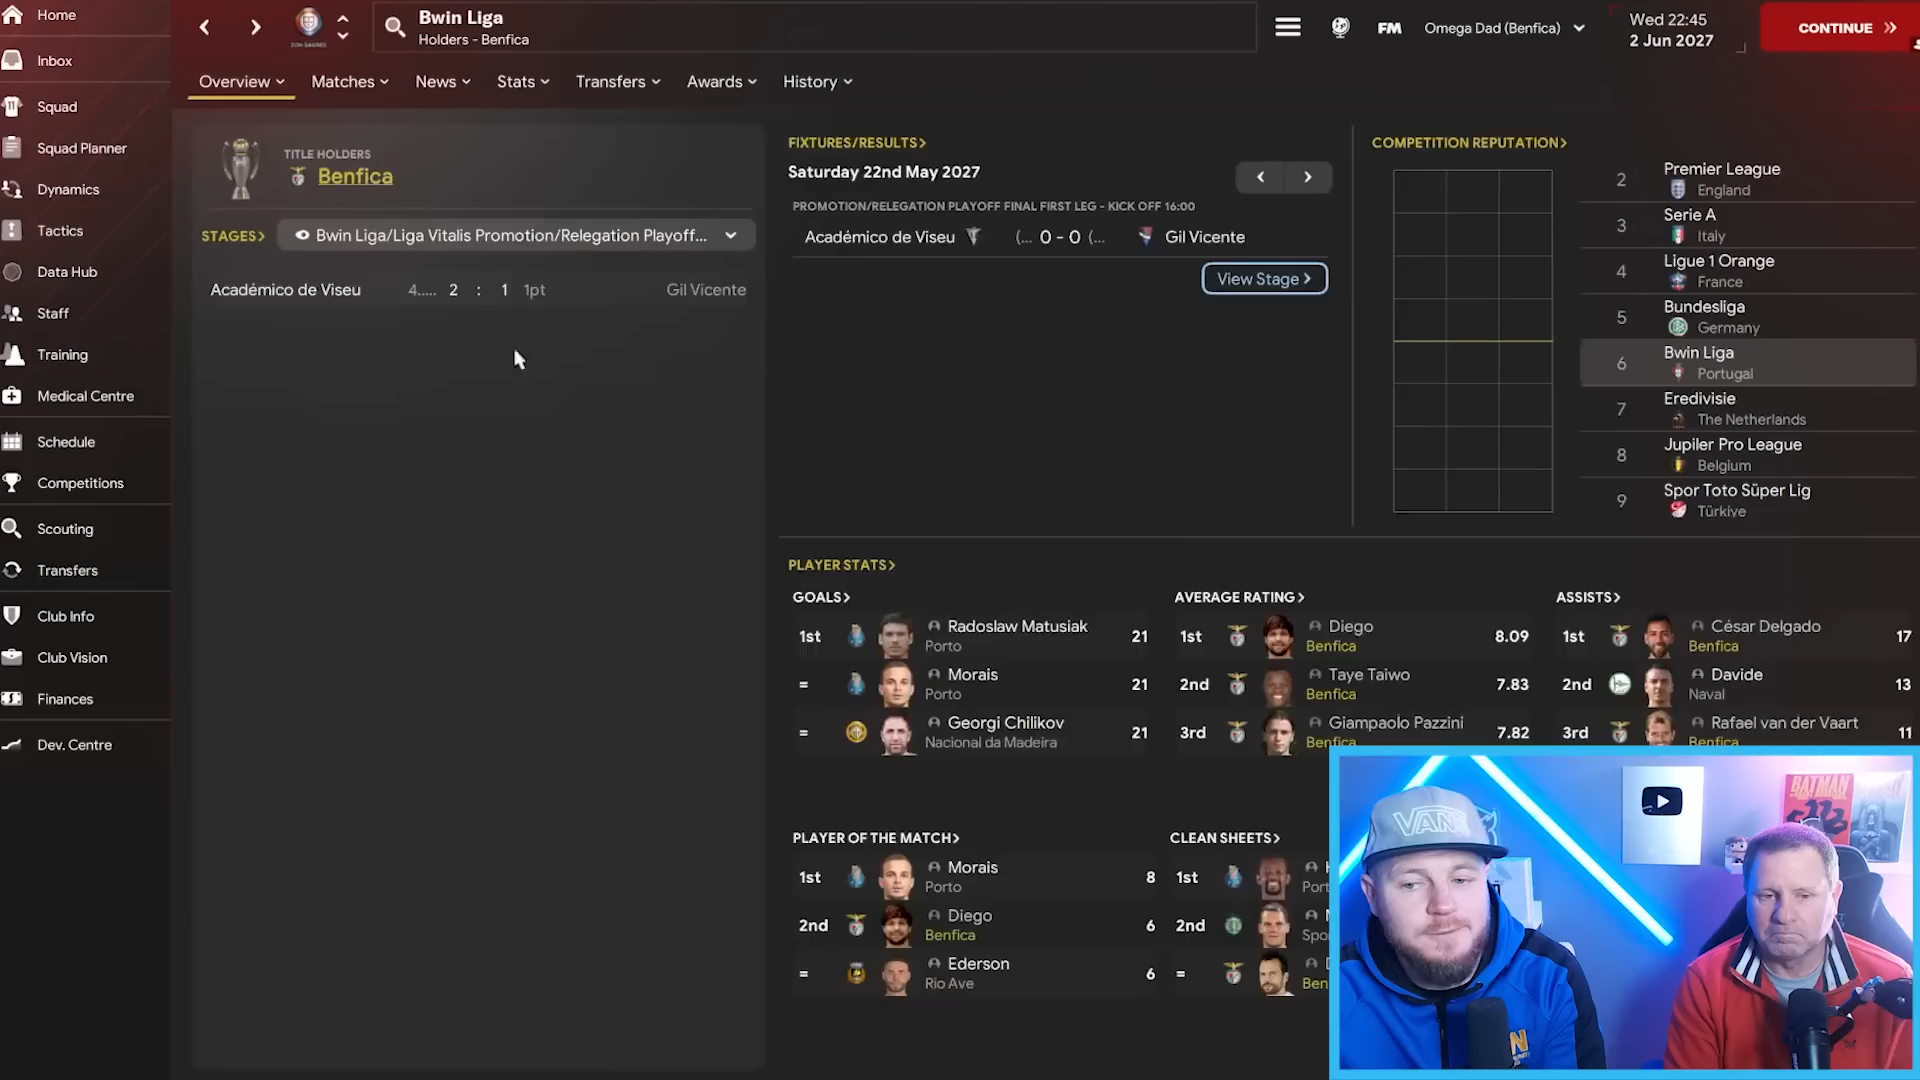 Home
Inbox
Squad
Squad Planner
Dynamics
Tactics
Data Hub
Staff
Training
Medical Centre
Schedule
Competitions
Scouting
Transfers
Club Info
Club Vision
Finances
Dev. Centre
ZON SAGRES
Bwin Liga
Holders - Benfica
FM
Omega Dad (Benfica)
Wed 22:45
2 Jun 2027
CONTINUE
Overview Matches News Stats Transfers Awards History
TITLE HOLDERS
Benfica
STAGES> Bwin Liga/Liga Vitalis Promotion/Relegation Playoff...
Académico de Viseu 4..... 2 : 1 1pt Gil Vicente
FIXTURES/RESULTS>
Saturday 22nd May 2027
PROMOTION/RELEGATION PLAYOFF FINAL FIRST LEG - KICK OFF 16:00
Académico de Viseu (... 0 - 0 (... Gil Vicente
View Stage >
COMPETITION REPUTATION>
2 Premier League
England
3 Serie A
Italy
4 Ligue 1 Orange
France
5 Bundesliga
Germany
6 Bwin Liga
Portugal
7 Eredivisie
The Netherlands
8 Jupiler Pro League
Belgium
9 Spor Toto Süper Lig
Türkiye
PLAYER STATS>
GOALS>
1st Radoslaw Matusiak 21
Porto
= Morais 21
Porto
= Georgi Chilikov 21
Nacional da Madeira
AVERAGE RATING>
1st Diego 8.09
Benfica
2nd Taye Taiwo 7.83
Benfica
3rd Giampaolo Pazzini 7.82
Benfica
ASSISTS>
1st César Delgado 17
Benfica
2nd Davide 13
Naval
3rd Rafael van der Vaart 11
Benfica
PLAYER OF THE MATCH>
1st Morais 8
Porto
2nd Diego 6
Benfica
= Ederson 6
Rio Ave
CLEAN SHEETS>
1st
Port
2nd
Spo
=
Ben
VANS
BATMAN